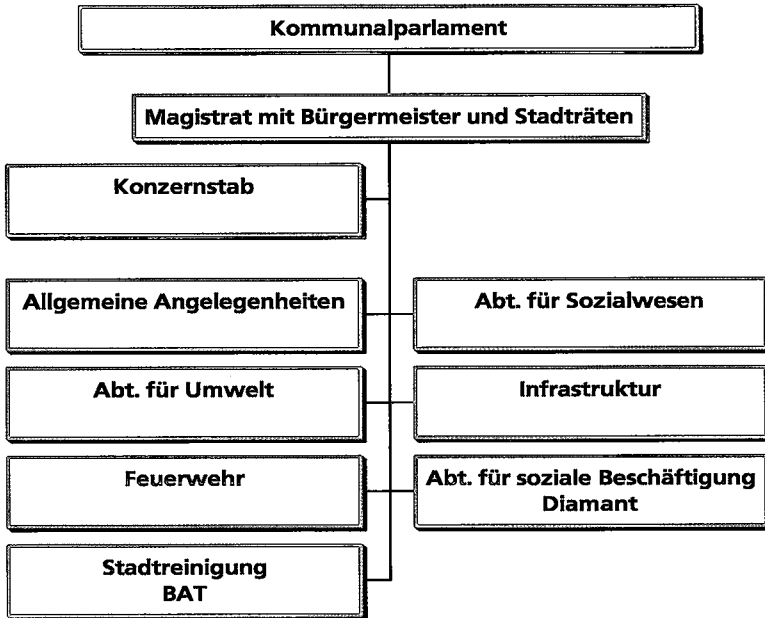 Kommunalparlament
Magistrat mit Bürgermeister und Stadträten
Konzernstab
Allgemeine Angelegenheiten
Abt. für Sozialwesen
Abt. für Umwelt
Infrastruktur
Feuerwehr
Abt. für soziale Beschäftigung
Diamant
Stadtreinigung
BAT